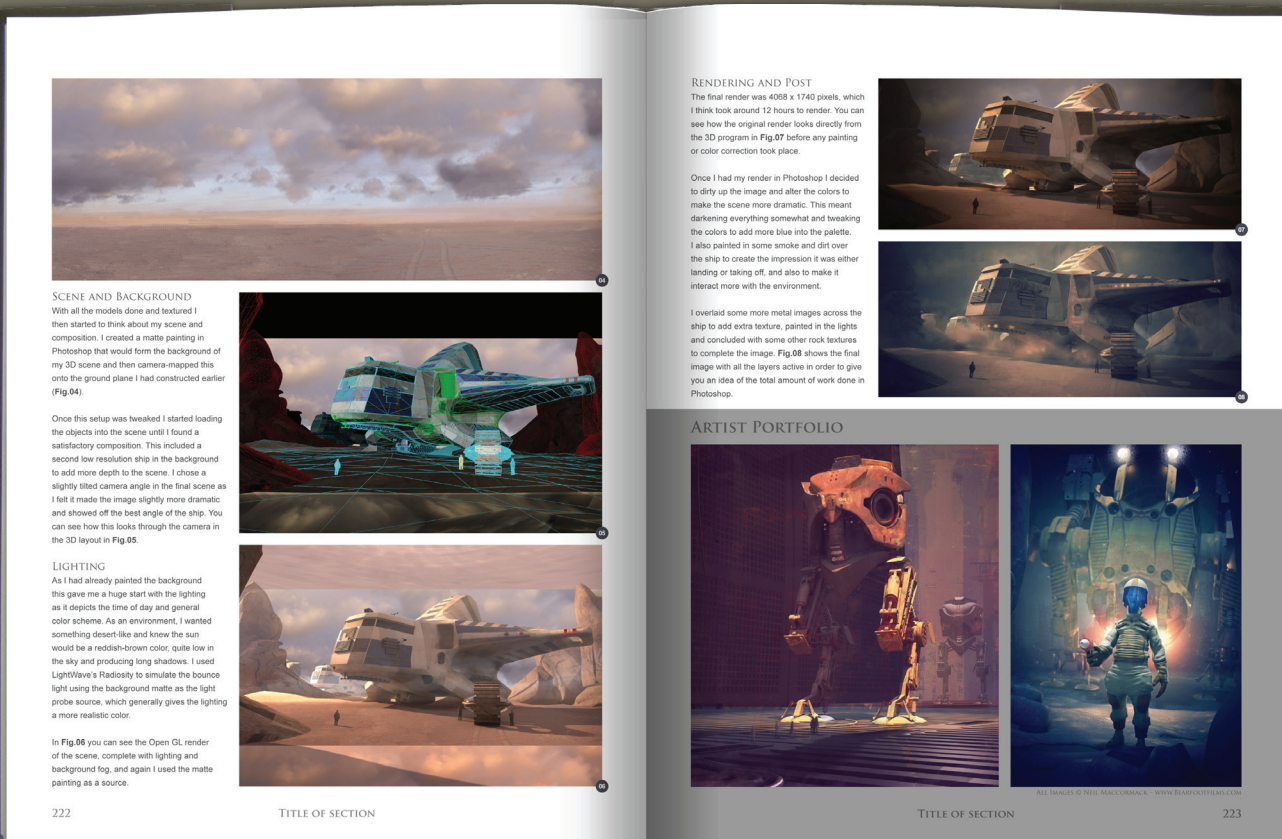 04
SCENE AND BACKGROUND
With all the models done and textured I
then started to think about my scene and
composition. I created a matte painting in
Photoshop that would form the background of
my 3D scene and then camera-mapped this
onto the ground plane I had constructed earlier
(Fig.04).
Once this setup was tweaked I started loading
the objects into the scene until I found a
satisfactory composition. This included a
second low resolution ship in the background
to add more depth to the scene. I chose a
slightly tilted camera angle in the final scene as
I felt it made the image slightly more dramatic
and showed off the best angle of the ship. You
can see how this looks through the camera in
the 3D layout in Fig.05.
05
LIGHTING
As I had already painted the background
this gave me a huge start with the lighting
as it depicts the time of day and general
color scheme. As an environment, I wanted
something desert-like and knew the sun
would be a reddish-brown color, quite low in
the sky and producing long shadows. I used
LightWave's Radiosity to simulate the bounce
light using the background matte as the light
probe source, which generally gives the lighting
a more realistic color.
In Fig.06 you can see the Open GL render
of the scene, complete with lighting and
background fog, and again I used the matte
painting as a source.
06
222
TITLE OF SECTION
RENDERING AND POST
The final render was 4068 x 1740 pixels, which
I think took around 12 hours to render. You can
see how the original render looks directly from
the 3D program in Fig.07 before any painting
or color correction took place.
Once I had my render in Photoshop I decided
to dirty up the image and alter the colors to
make the scene more dramatic. This meant
darkening everything somewhat and tweaking
the colors to add more blue into the palette.
I also painted in some smoke and dirt over
the ship to create the impression it was either
landing or taking off, and also to make it
interact more with the environment.
I overlaid some more metal images across the
ship to add extra texture, painted in the lights
and concluded with some other rock textures
to complete the image. Fig.08 shows the final
image with all the layers active in order to give
you an idea of the total amount of work done in
Photoshop.
07
08
ARTIST PORTFOLIO
ALL IMAGES © NEIL MACCORMACK – WWW.BEARFOOTFILMS.COM
TITLE OF SECTION
223